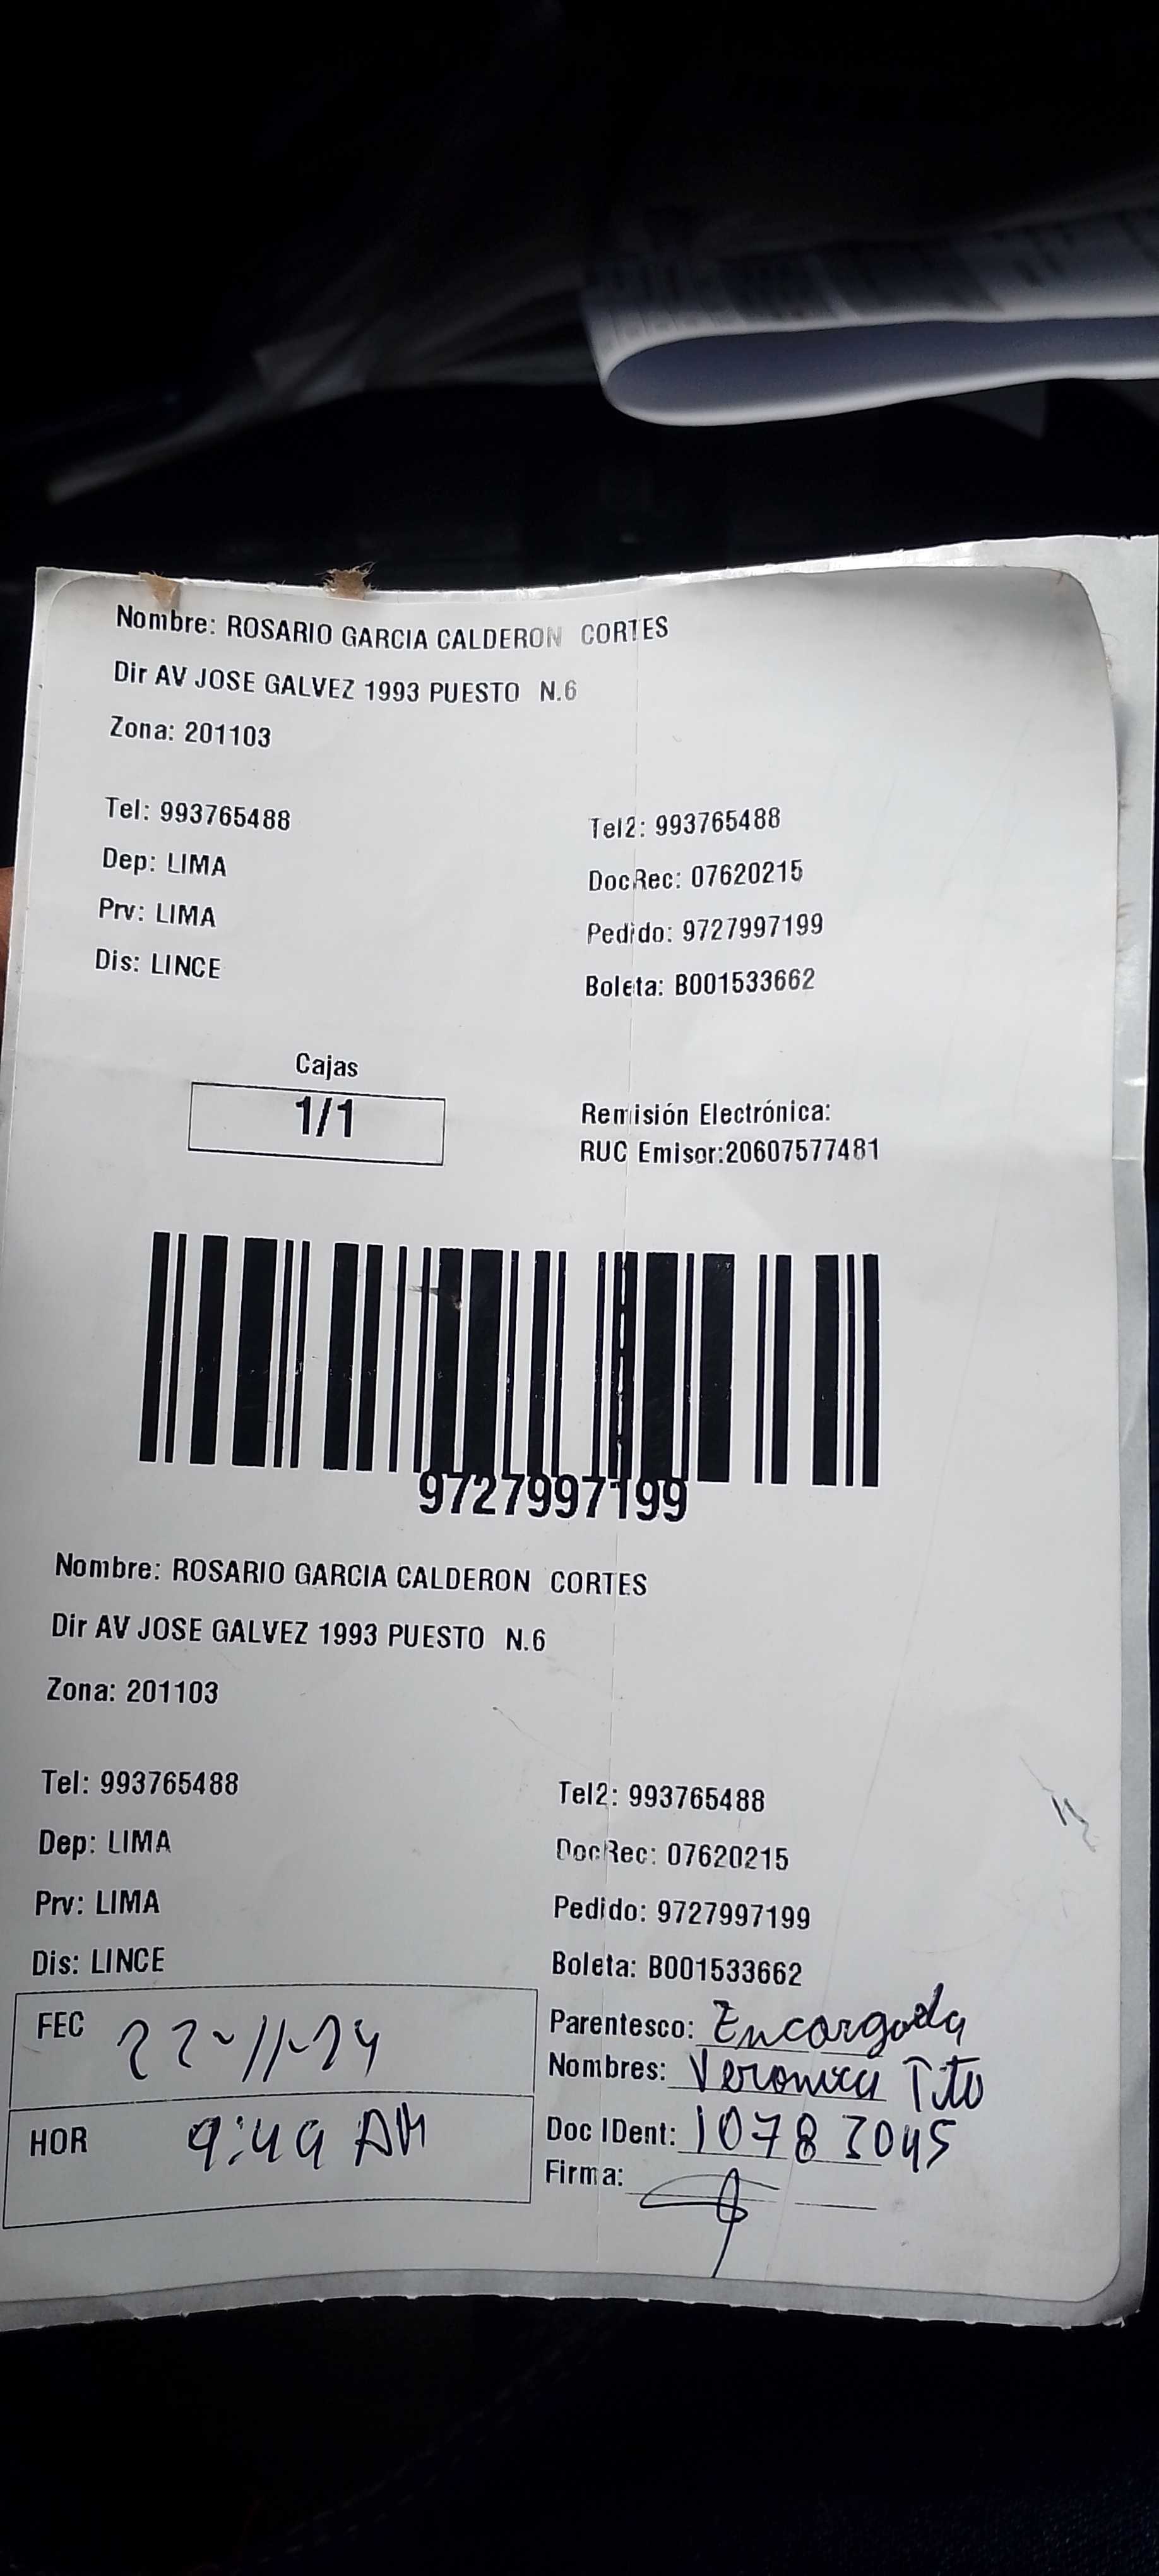 Nombre: ROSARIO GARCIA CALDERON CORTES
Dir AV JOSE GALVEZ 1993 PUESTO N.6
Zona: 201103
Tel: 993765488
Tel2: 993765488
Dep: LIMA
DocRec: 07620215
Prv: LIMA
Pedido: 9727997199
Dis: LINCE
Boleta: B001533662
Cajas
1/1
Remisión Electrónica:
RUC Emisor:20607577481
9727997199
Nombre: ROSARIO GARCIA CALDERON CORTES
Dir AV JOSE GALVEZ 1993 PUESTO N.6
Zona: 201103
Tel: 993765488
Tel2: 993765488
Dep: LIMA
DocRec: 07620215
Prv: LIMA
Pedido: 9727997199
Dis: LINCE
Boleta: B001533662
FEC 22-11-24
Parentesco: Encargada
Nombres: Veronica Tito
HOR 9:49 AM
Doc IDent: 10783045
Firma: